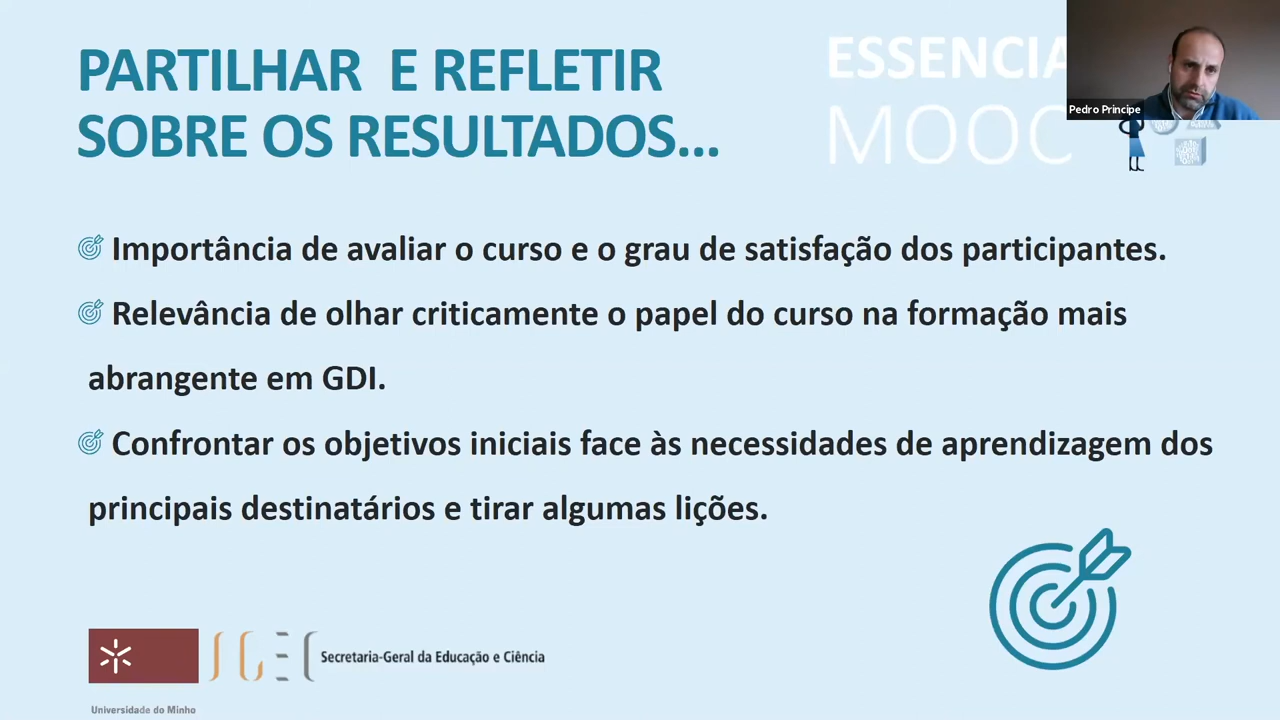 PARTILHAR E REFLETIR
SOBRE OS RESULTADOS...
ESSENCIA
MOOC
Pedro Principe
Importância de avaliar o curso e o grau de satisfação dos participantes.
Relevância de olhar criticamente o papel do curso na formação mais
abrangente em GDI.
Confrontar os objetivos iniciais face às necessidades de aprendizagem dos
principais destinatários e tirar algumas lições.
SGEC
Secretaria-Geral da Educação e Ciência
Universidade do Minho